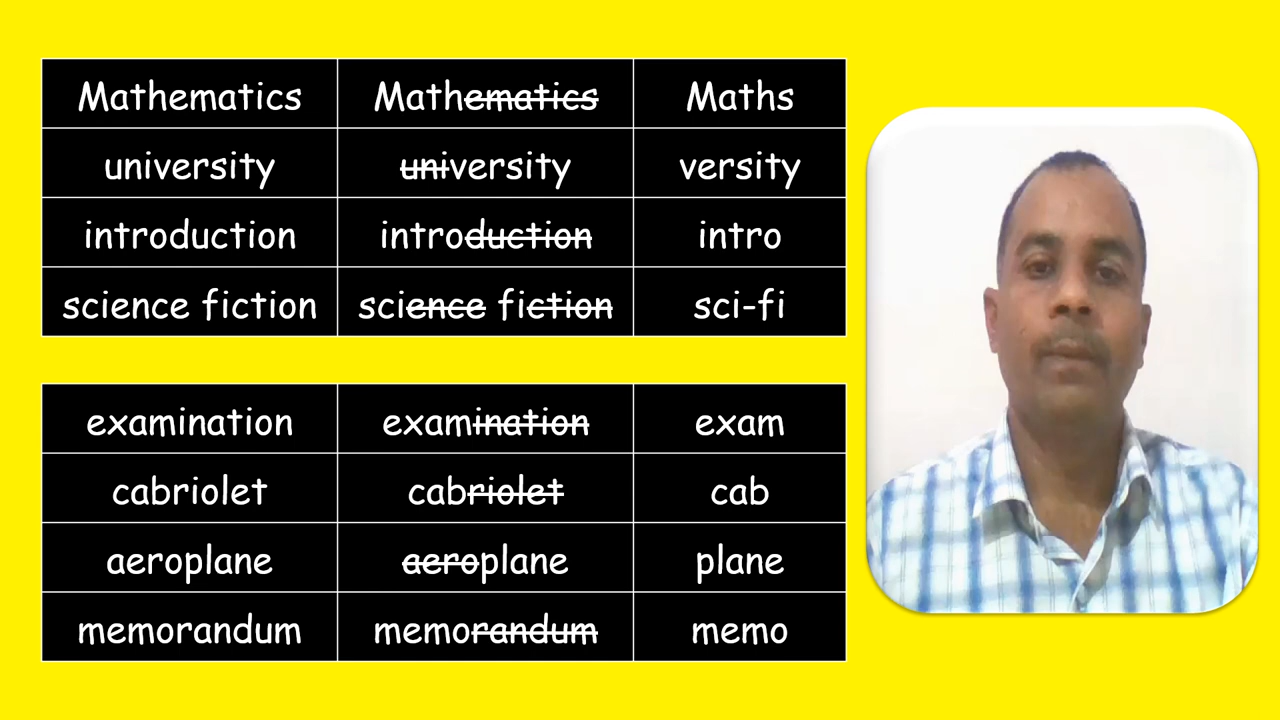 Mathematics Mathematics Maths
university university versity
introduction introduction intro
science fiction science fiction sci-fi
examination examination exam
cabriolet cabriolet cab
aeroplane aeroplane plane
memorandum memorandum memo